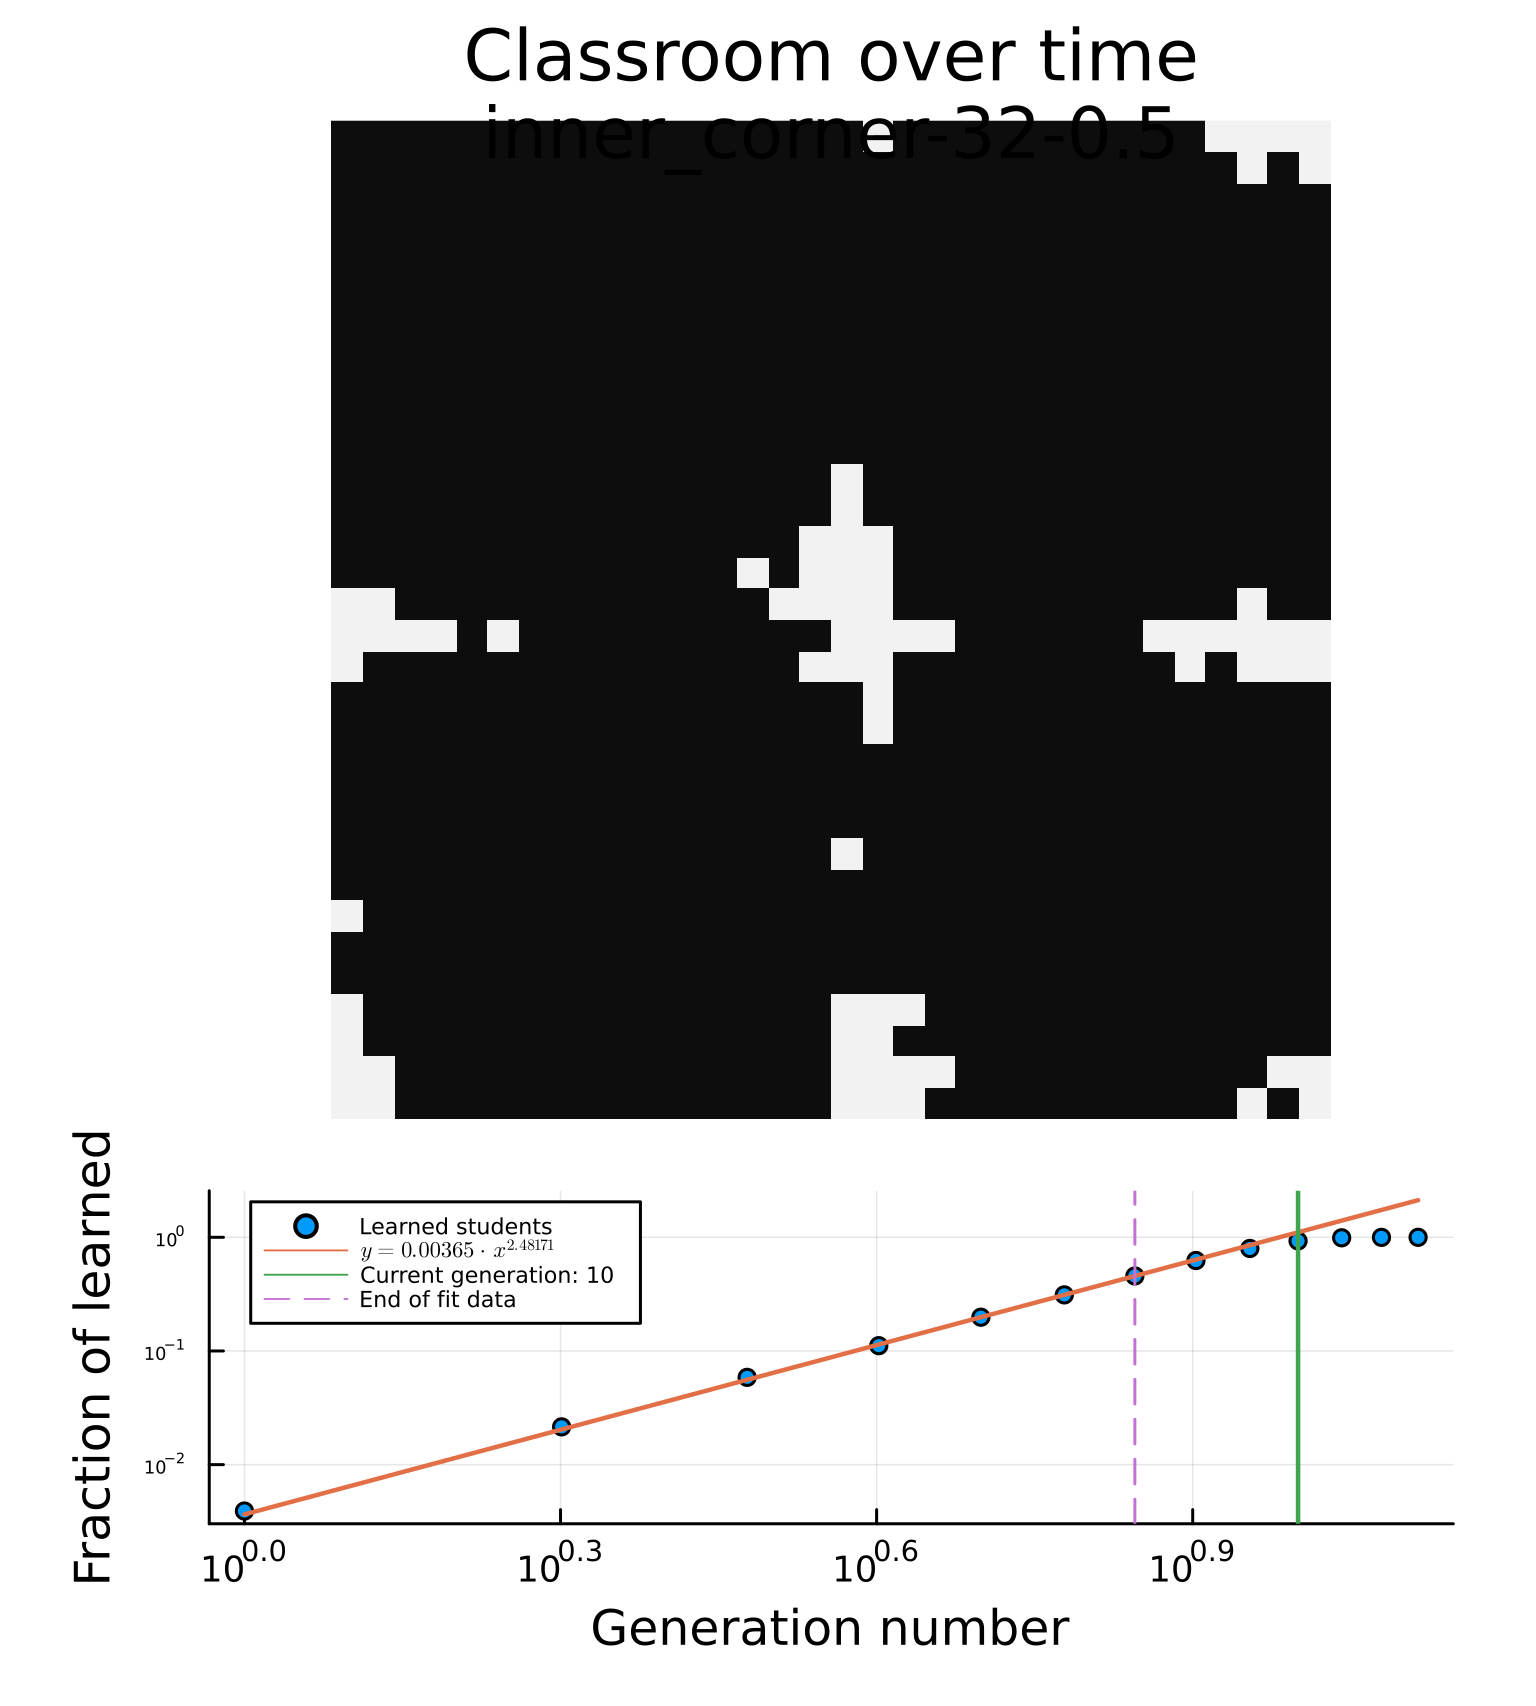 Classroom over time
inner_corner-32-0.5
Fraction of learned
10^0
10^−1
10^−2
Learned students
y = 0.00365 · x^2.48171
Current generation: 10
End of fit data
10^0.0 10^0.3 10^0.6 10^0.9
Generation number